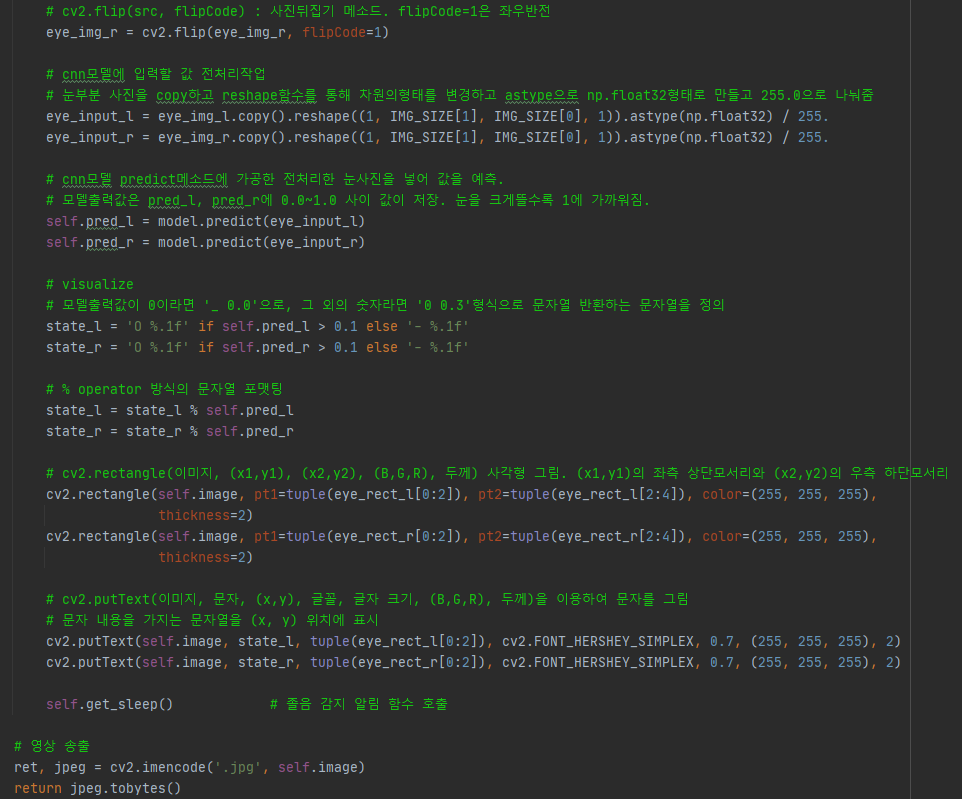 # cv2.flip(src, flipCode) : 사진뒤집기 메소드. flipCode=1은 좌우반전
eye_img_r = cv2.flip(eye_img_r, flipCode=1)
# cnn모델에 입력할 값 전처리작업
# 눈부분 사진을 copy하고 reshape함수를 통해 차원의형태를 변경하고 astype으로 np.float32형태로 만들고 255.0으로 나눠줌
eye_input_l = eye_img_l.copy().reshape((1, IMG_SIZE[1], IMG_SIZE[0], 1)).astype(np.float32) / 255.
eye_input_r = eye_img_r.copy().reshape((1, IMG_SIZE[1], IMG_SIZE[0], 1)).astype(np.float32) / 255.
# cnn모델 predict메소드에 가공한 전처리한 눈사진을 넣어 값을 예측.
# 모델출력값은 pred_l, pred_r에 0.0~1.0 사이 값이 저장. 눈을 크게뜰수록 1에 가까워짐.
self.pred_l = model.predict(eye_input_l)
self.pred_r = model.predict(eye_input_r)
# visualize
# 모델출력값이 0이라면 '_ 0.0'으로, 그 외의 숫자라면 '0 0.3'형식으로 문자열 반환하는 문자열을 정의
state_l = 'O %.1f' if self.pred_l > 0.1 else '- %.1f'
state_r = 'O %.1f' if self.pred_r > 0.1 else '- %.1f'
# % operator 방식의 문자열 포맷팅
state_l = state_l % self.pred_l
state_r = state_r % self.pred_r
# cv2.rectangle(이미지, (x1,y1), (x2,y2), (B,G,R), 두께) 사각형 그림. (x1,y1)의 좌측 상단모서리와 (x2,y2)의 우측 하단모서리
cv2.rectangle(self.image, pt1=tuple(eye_rect_l[0:2]), pt2=tuple(eye_rect_l[2:4]), color=(255, 255, 255),
thickness=2)
cv2.rectangle(self.image, pt1=tuple(eye_rect_r[0:2]), pt2=tuple(eye_rect_r[2:4]), color=(255, 255, 255),
thickness=2)
# cv2.putText(이미지, 문자, (x,y), 글꼴, 글자 크기, (B,G,R), 두께)을 이용하여 문자를 그림
# 문자 내용을 가지는 문자열을 (x, y) 위치에 표시
cv2.putText(self.image, state_l, tuple(eye_rect_l[0:2]), cv2.FONT_HERSHEY_SIMPLEX, 0.7, (255, 255, 255), 2)
cv2.putText(self.image, state_r, tuple(eye_rect_r[0:2]), cv2.FONT_HERSHEY_SIMPLEX, 0.7, (255, 255, 255), 2)
self.get_sleep() # 졸음 감지 알림 함수 호출
# 영상 송출
ret, jpeg = cv2.imencode('.jpg', self.image)
return jpeg.tobytes()